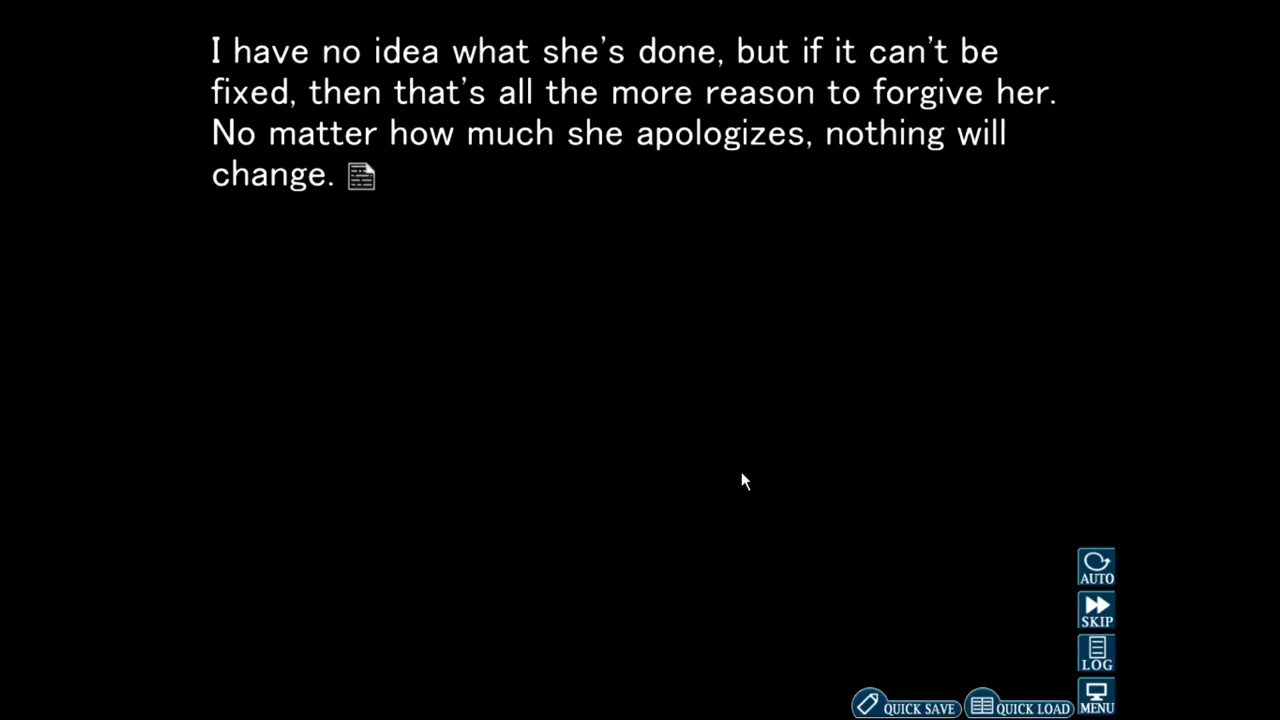 I have no idea what she's done, but if it can't be
fixed, then that's all the more reason to forgive her.
No matter how much she apologizes, nothing will
change.
AUTO
SKIP
LOG
MENU
QUICK SAVE
QUICK LOAD